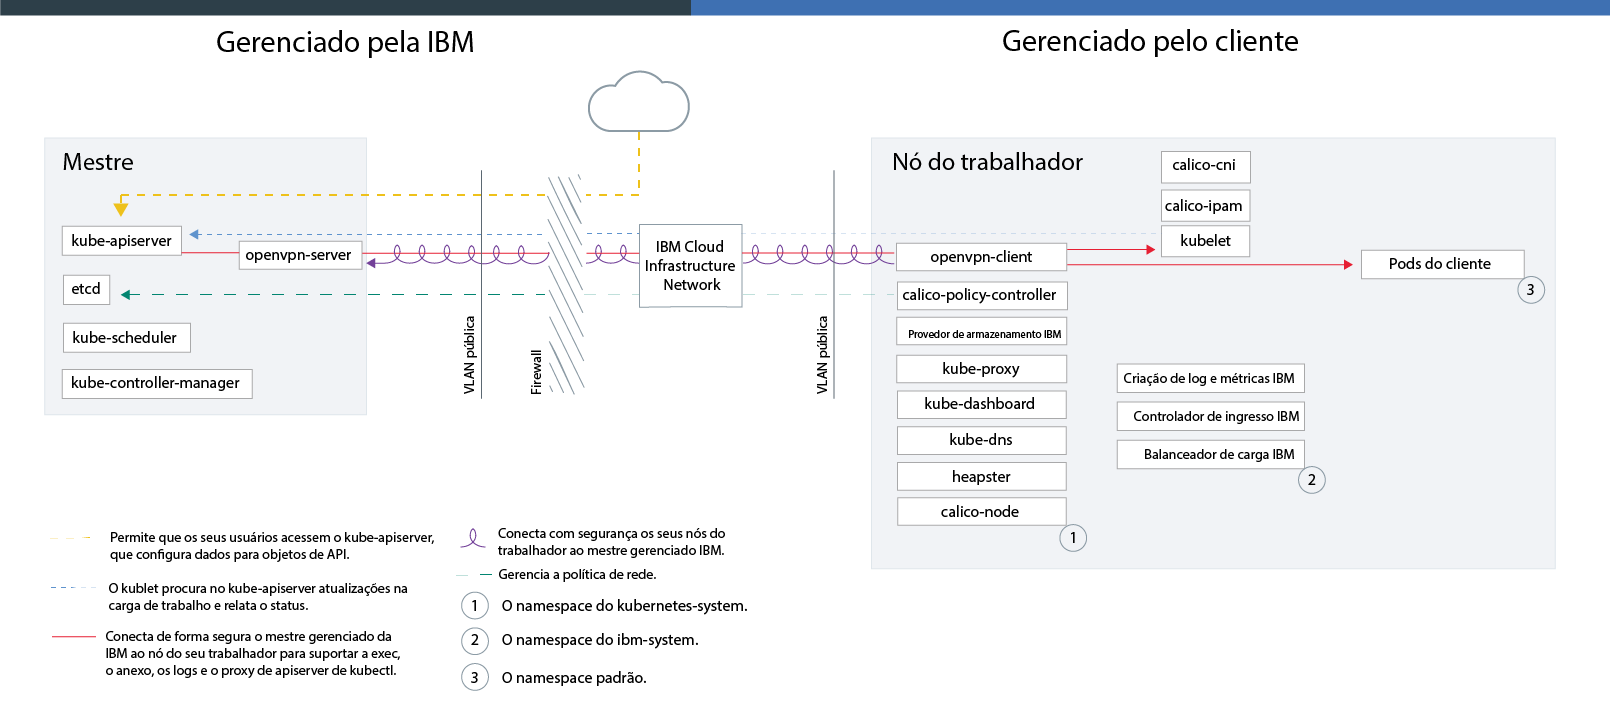 Gerenciado pela IBM
Gerenciado pelo cliente
Mestre
kube-apiserver
openvpn-server
etcd
kube-scheduler
kube-controller-manager
VLAN pública
Firewall
IBM Cloud
Infrastructure
Network
VLAN pública
Nó do trabalhador
calico-cni
calico-ipam
kubelet
openvpn-client
Pods do cliente
3
calico-policy-controller
Provedor de armazenamento IBM
kube-proxy
kube-dashboard
kube-dns
heapster
calico-node
1
Criação de log e métricas IBM
Controlador de ingresso IBM
Balanceador de carga IBM
2
Permite que os seus usuários acessem o kube-apiserver,
que configura dados para objetos de API.
O kublet procura no kube-apiserver atualizações na
carga de trabalho e relata o status.
Conecta de forma segura o mestre gerenciado da
IBM ao nó do seu trabalhador para suportar a exec,
o anexo, os logs e o proxy de apiserver de kubectl.
Conecta com segurança os seus nós do
trabalhador ao mestre gerenciado IBM.
Gerencia a política de rede.
1 O namespace do kubernetes-system.
2 O namespace do ibm-system.
3 O namespace padrão.